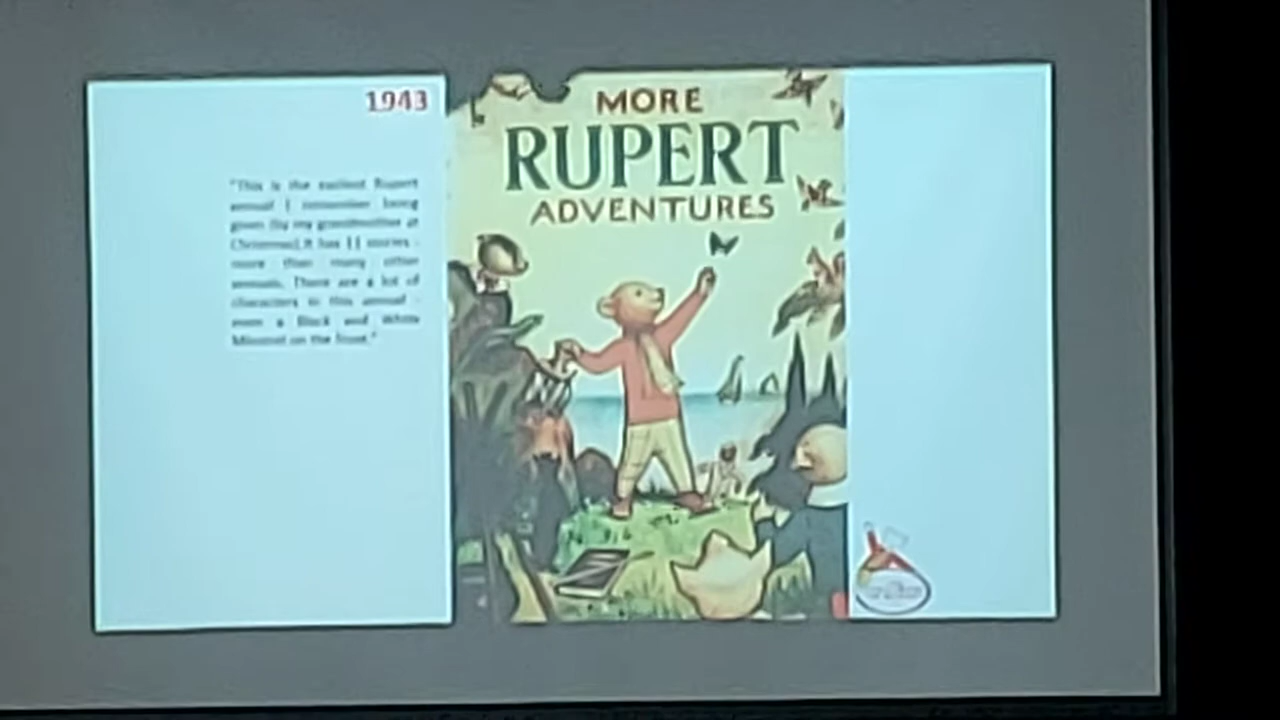 1943
"This is the earliest Rupert
annual I remember being
given (by my grandmother at
Christmas). It has 11 stories -
more than many other
annuals. There are a lot of
characters in this annual -
even a Black and White
Minstrel on the front."
MORE
RUPERT
ADVENTURES